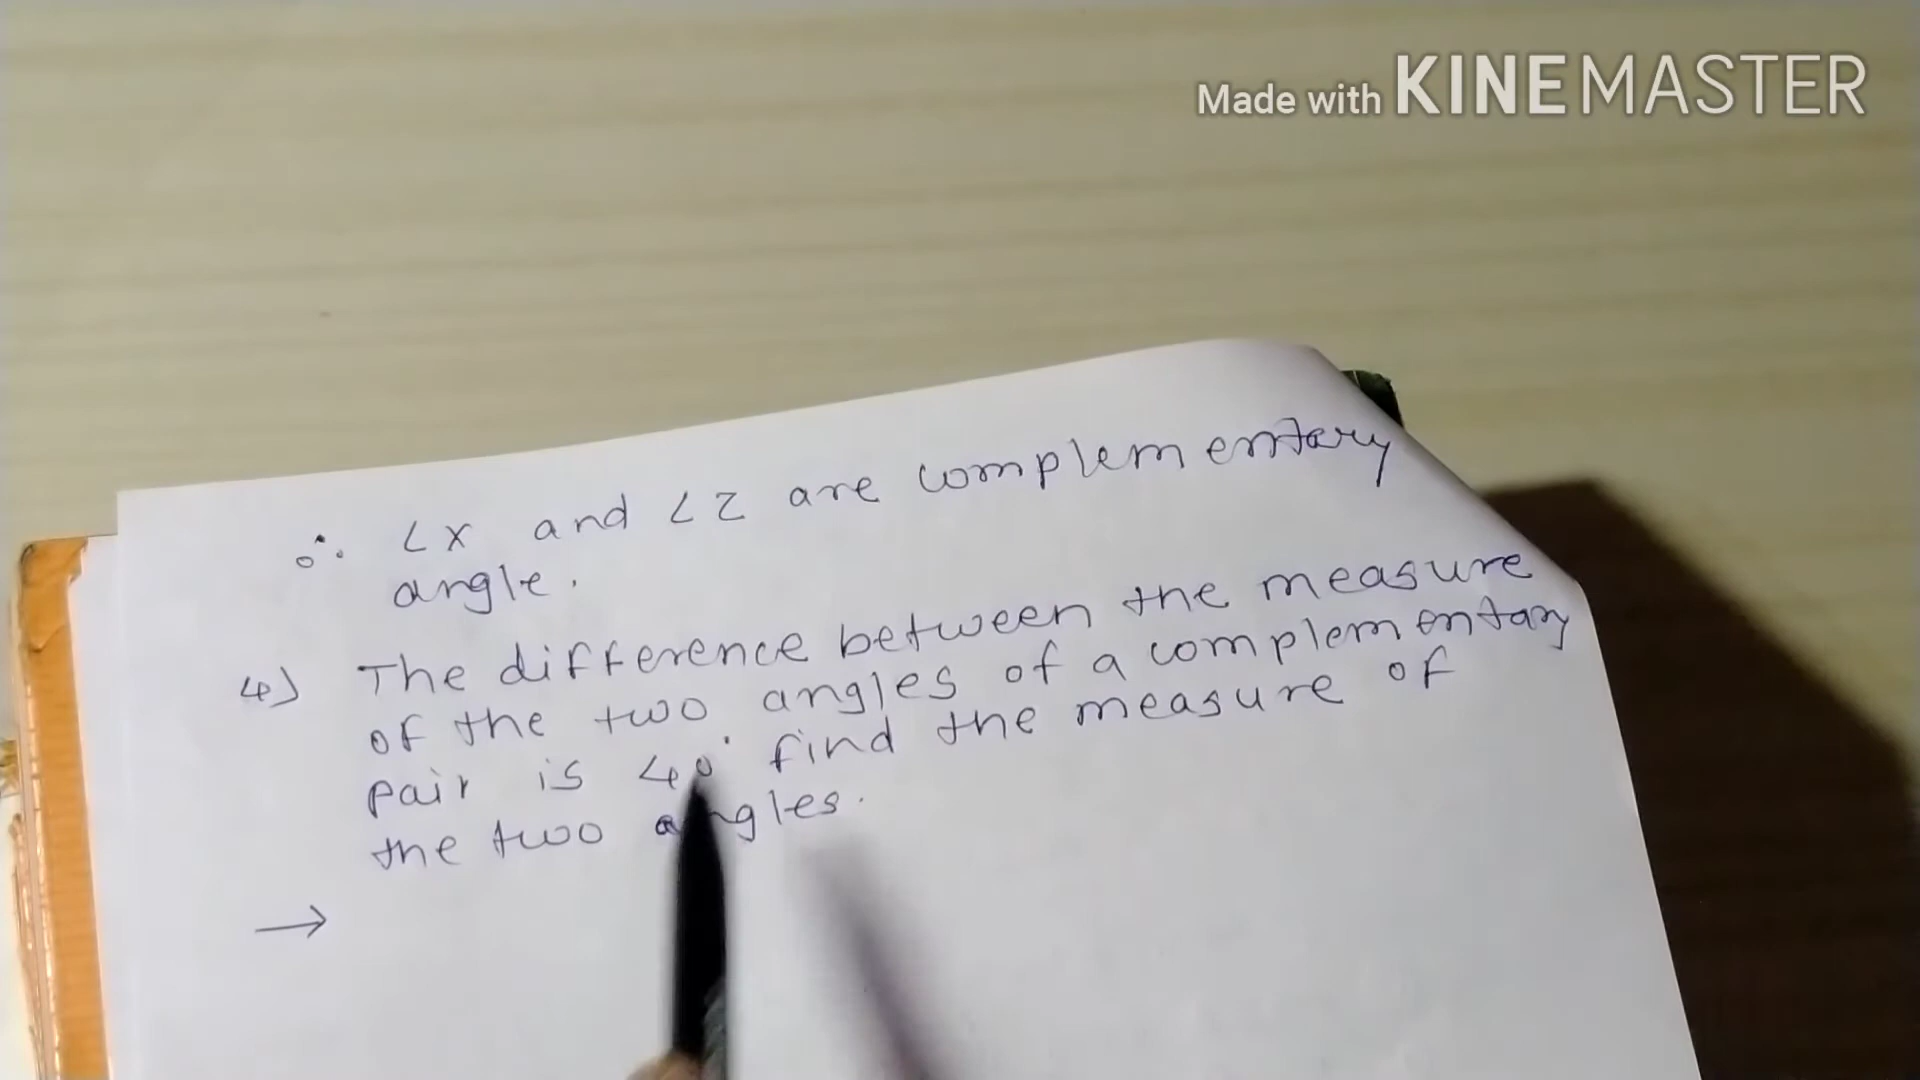 Made with KINEMASTER
∴ ∠X and ∠Z are complementary
angle.
4) The difference between the measure
of the two angles of a complementary
pair is 40° find the measure of
the two angles.
→